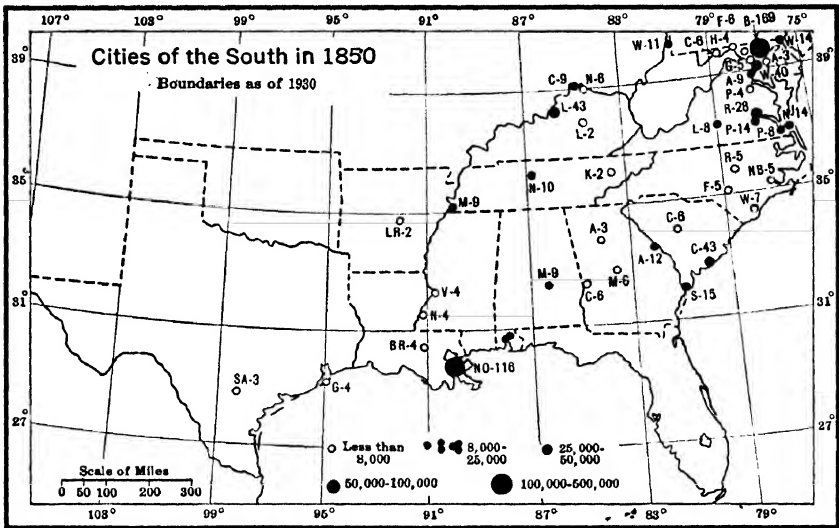 107° 103° 99° 95° 91° 87° 83° 79° 75°
F-6 B-169
W-11 C-6 H-4 W-14
39° Cities of the South in 1850 39°
Boundaries as of 1930
G-5 A-3
W-40
A-9
P-4
C-9 N-6
L-43
R-28
N-14
L-2
L-8 P-14 P-8
K-2 R-5 NB-5
35° N-10 35°
M-9 F-5 W-7
LR-2 A-3 C-6
A-12 C-43
M-9 M-6
V-4 C-6 S-15
31° N-4 31°
BR-4
NO-116
SA-3 G-4
27° 27°
Less than
8,000
8,000-
25,000
25,000-
50,000
Scale of Miles
0 50 100 200 300
50,000-100,000 100,000-500,000
103° 99° 95° 91° 87° 83° 79°